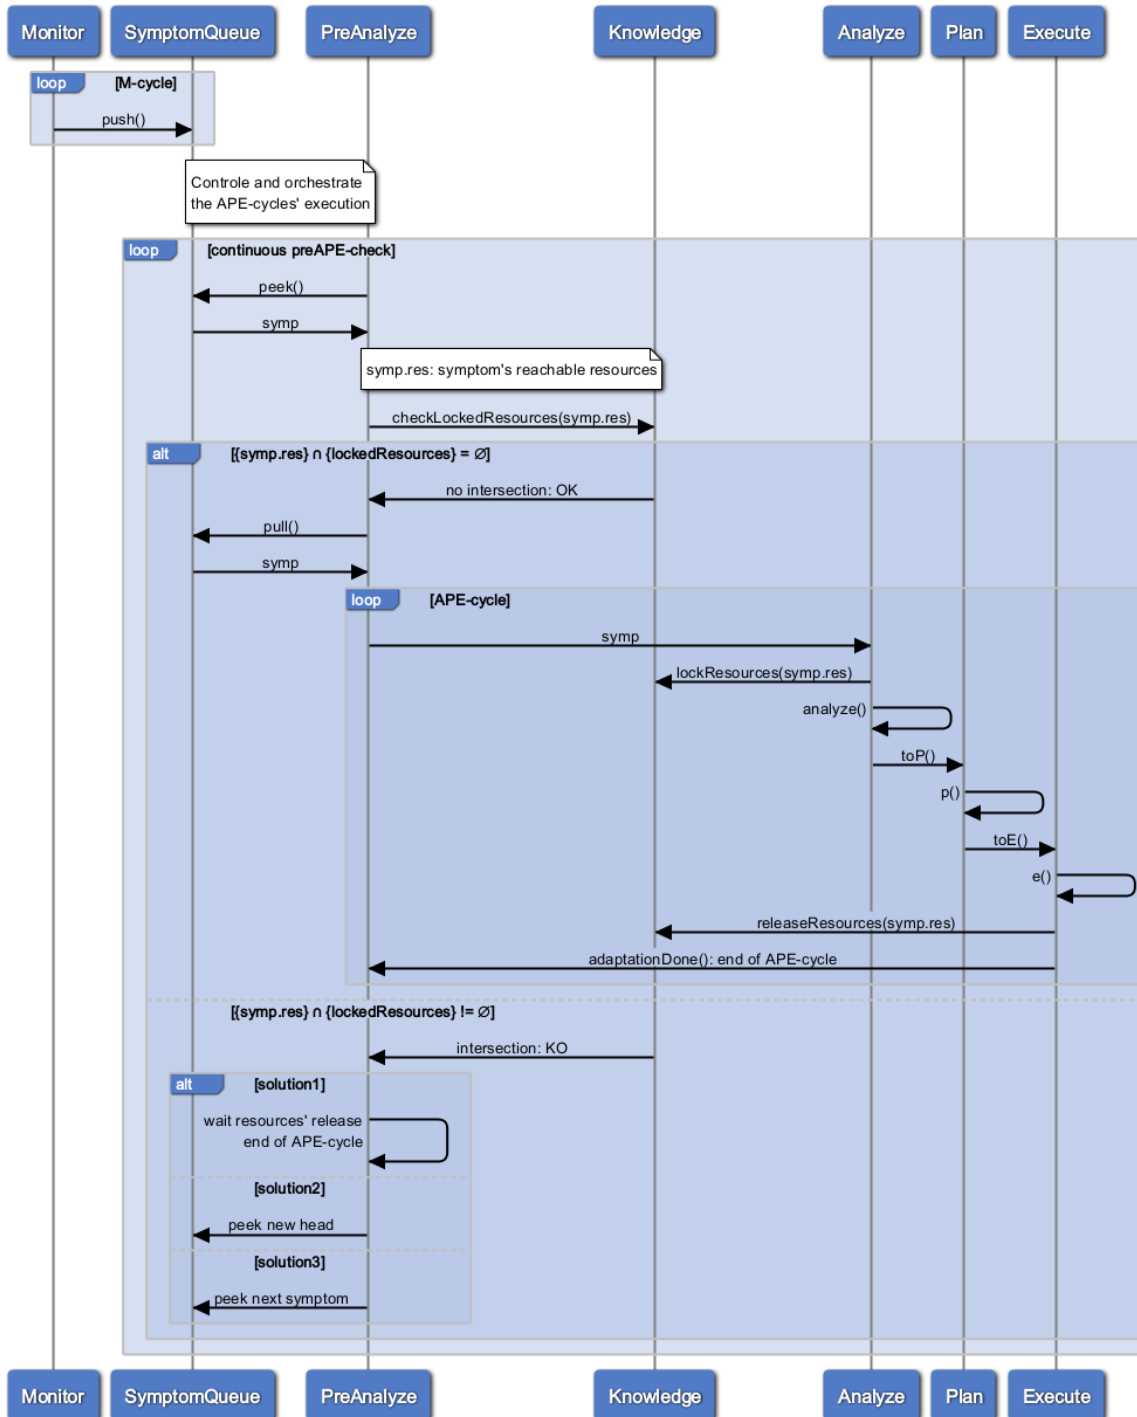 Monitor SymptomQueue PreAnalyze Knowledge Analyze Plan Execute
loop [M-cycle]
push()
Controle and orchestrate
the APE-cycles' execution
loop [continuous preAPE-check]
peek()
symp
symp.res: symptom's reachable resources
checkLockedResources(symp.res)
alt [{symp.res} ∩ {lockedResources} = ∅]
no intersection: OK
pull()
symp
loop [APE-cycle]
symp
lockResources(symp.res)
analyze()
toP()
p()
toE()
e()
releaseResources(symp.res)
adaptationDone(): end of APE-cycle
[{symp.res} ∩ {lockedResources} != ∅]
intersection: KO
alt [solution1]
wait resources' release
end of APE-cycle
[solution2]
peek new head
[solution3]
peek next symptom
Monitor SymptomQueue PreAnalyze Knowledge Analyze Plan Execute